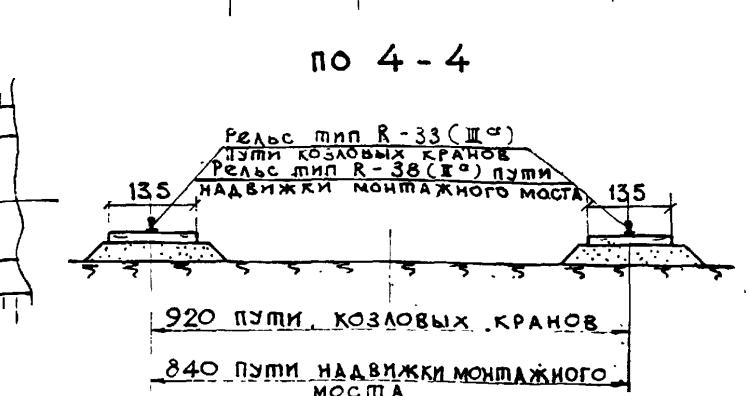 по 4-4
Рельс тип R-33 (IIIа)
пути козловых кранов
Рельс тип R-38 (IIа) пути
надвижки монтажного моста
135
135
920 пути козловых кранов
840 пути надвижки монтажного
моста